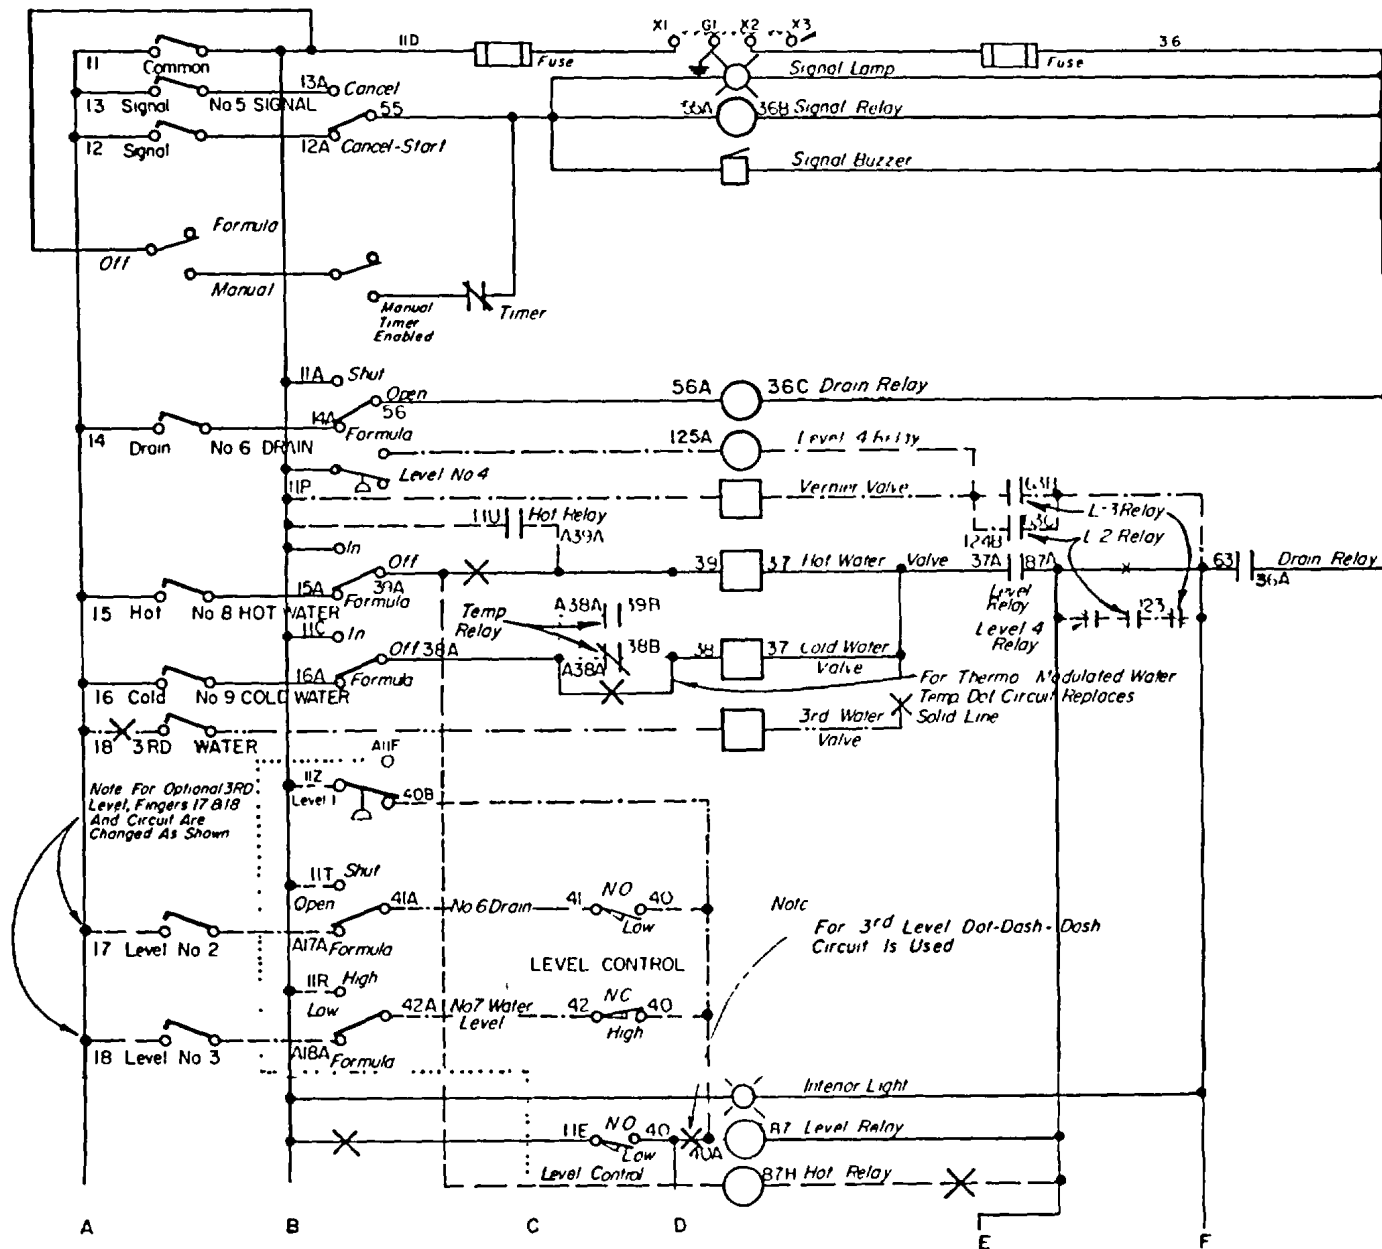 X1 G1 X2 X3
11D Fuse Fuse 36
11 Common
Signal Lamp
13 Signal No 5 SIGNAL 13A Cancel
55
36B Signal Relay
12 Signal 12A Cancel-Start
Signal Buzzer
Formula
Off
Manual
Manual
Timer
Enabled
Timer
11A Shut
Open
56
56A 36C Drain Relay
14 Drain No 6 DRAIN 14A Formula
125A Level 4 Relay
Level No 4
11P
Vernier Valve
L-3 Relay
11U Hot Relay
A39A
L-2 Relay
124B
In
Off
39A
39 37 Hot Water Valve 37A 87A
63 Drain Relay
36A
15 Hot No 8 HOT WATER 15A Formula
Level
Relay
Level 4
Relay
123
Temp
Relay
A38A 39B
11C In
Off 38A
A38A 38B
38 37 Cold Water
Valve
16 Cold No 9 COLD WATER 16A Formula
For Thermo Modulated Water
Temp Dot Circuit Replaces
Solid Line
18 3RD WATER
3rd Water
Valve
A11F
11Z
Level 1
40B
Note For Optional 3RD
Level, Fingers 17 & 18
And Circuit Are
Changed As Shown
11T Shut
Open
41A No 6 Drain 41 NO 40
Low
17 Level No 2 A17A Formula
Note
For 3rd Level Dot-Dash-Dash
Circuit Is Used
LEVEL CONTROL
11R High
Low
42A No 7 Water
Level
42 NC 40
High
18 Level No 3 A18A Formula
Interior Light
11E NO 40
Low
40A
87 Level Relay
Level Control
87H Hot Relay
A B C D E F